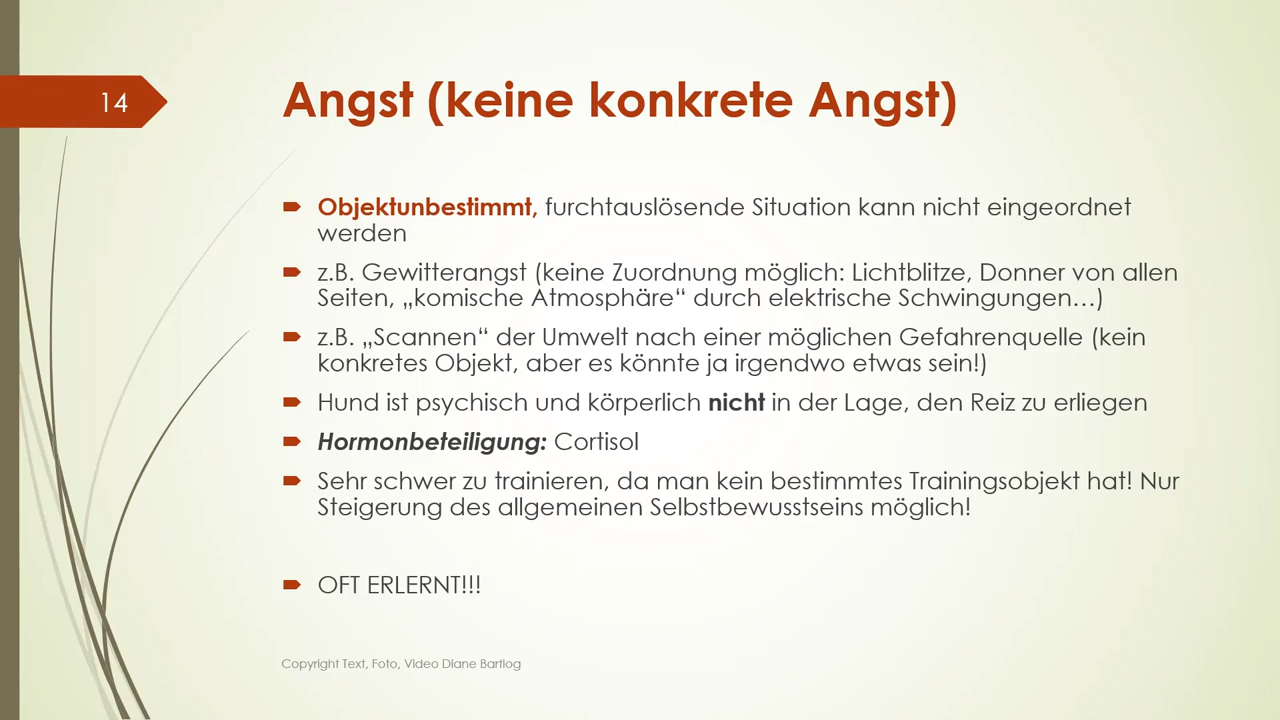 14
Angst (keine konkrete Angst)
Objektunbestimmt, furchtauslösende Situation kann nicht eingeordnet
werden
z.B. Gewitterangst (keine Zuordnung möglich: Lichtblitze, Donner von allen
Seiten, „komische Atmosphäre“ durch elektrische Schwingungen…)
z.B. „Scannen“ der Umwelt nach einer möglichen Gefahrenquelle (kein
konkretes Objekt, aber es könnte ja irgendwo etwas sein!)
Hund ist psychisch und körperlich nicht in der Lage, den Reiz zu erliegen
Hormonbeteiligung: Cortisol
Sehr schwer zu trainieren, da man kein bestimmtes Trainingsobjekt hat! Nur
Steigerung des allgemeinen Selbstbewusstseins möglich!
OFT ERLERNT!!!
Copyright Text, Foto, Video Diane Bartlog